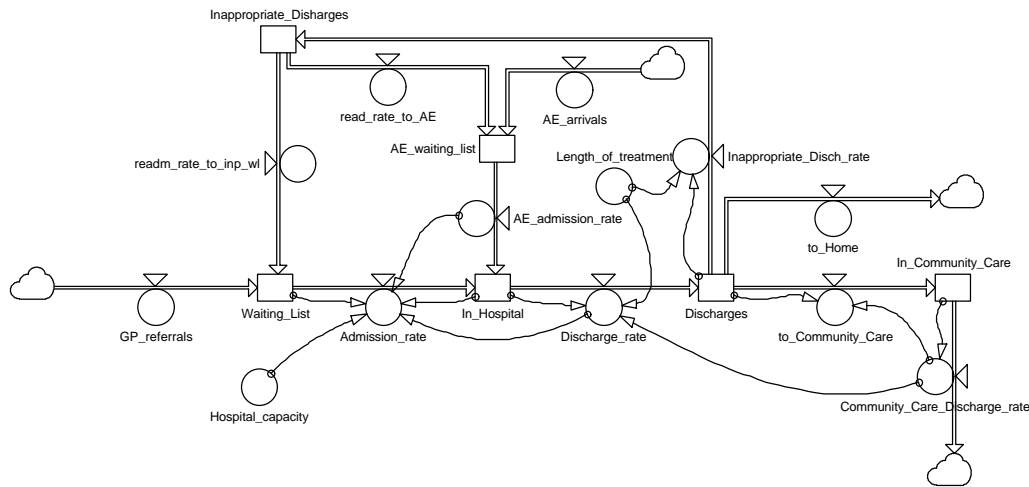 Inappropriate_Disharges
read_rate_to_AE
AE_arrivals
AE_waiting_list
Length_of_treatment
readm_rate_to_inp_wl
Inappropriate_Disch_rate
AE_admission_rate
to_Home
In_Community_Care
Waiting_List
In_Hospital
Discharges
GP_referrals
Admission_rate
Discharge_rate
to_Community_Care
Hospital_capacity
Community_Care_Discharge_rate